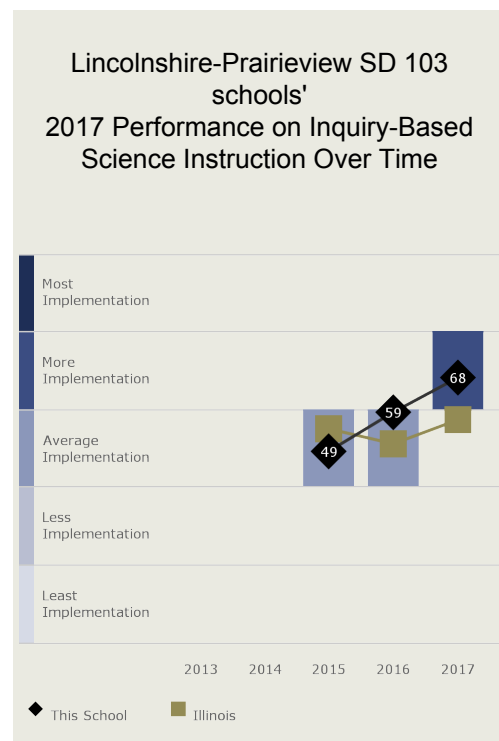 Lincolnshire-Prairieview SD 103
schools'
2017 Performance on Inquiry-Based
Science Instruction Over Time
Most
Implementation
More
Implementation
68
59
Average
Implementation
49
Less
Implementation
Least
Implementation
2013 2014 2015 2016 2017
This School Illinois